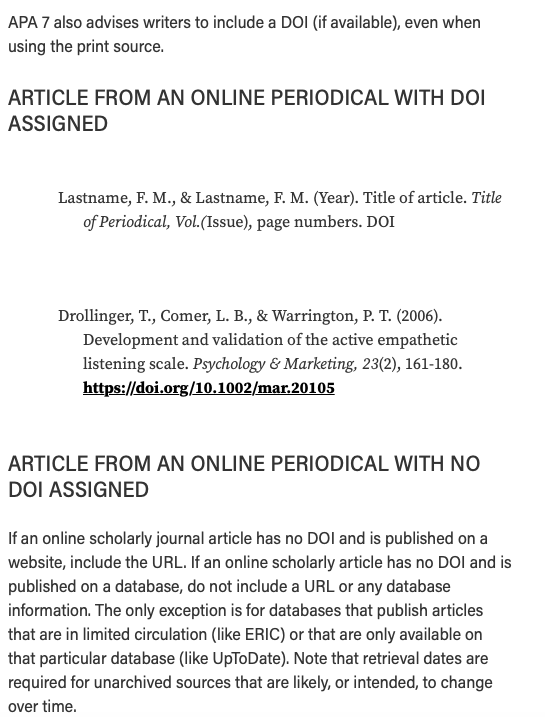 APA 7 also advises writers to include a DOI (if available), even when
using the print source.
ARTICLE FROM AN ONLINE PERIODICAL WITH DOI
ASSIGNED
Lastname, F. M., & Lastname, F. M. (Year). Title of article. Title
of Periodical, Vol.(Issue), page numbers. DOI
Drollinger, T., Comer, L. B., & Warrington, P. T. (2006).
Development and validation of the active empathetic
listening scale. Psychology & Marketing, 23(2), 161-180.
https://doi.org/10.1002/mar.20105
ARTICLE FROM AN ONLINE PERIODICAL WITH NO
DOI ASSIGNED
If an online scholarly journal article has no DOI and is published on a
website, include the URL. If an online scholarly article has no DOI and is
published on a database, do not include a URL or any database
information. The only exception is for databases that publish articles
that are in limited circulation (like ERIC) or that are only available on
that particular database (like UpToDate). Note that retrieval dates are
required for unarchived sources that are likely, or intended, to change
over time.